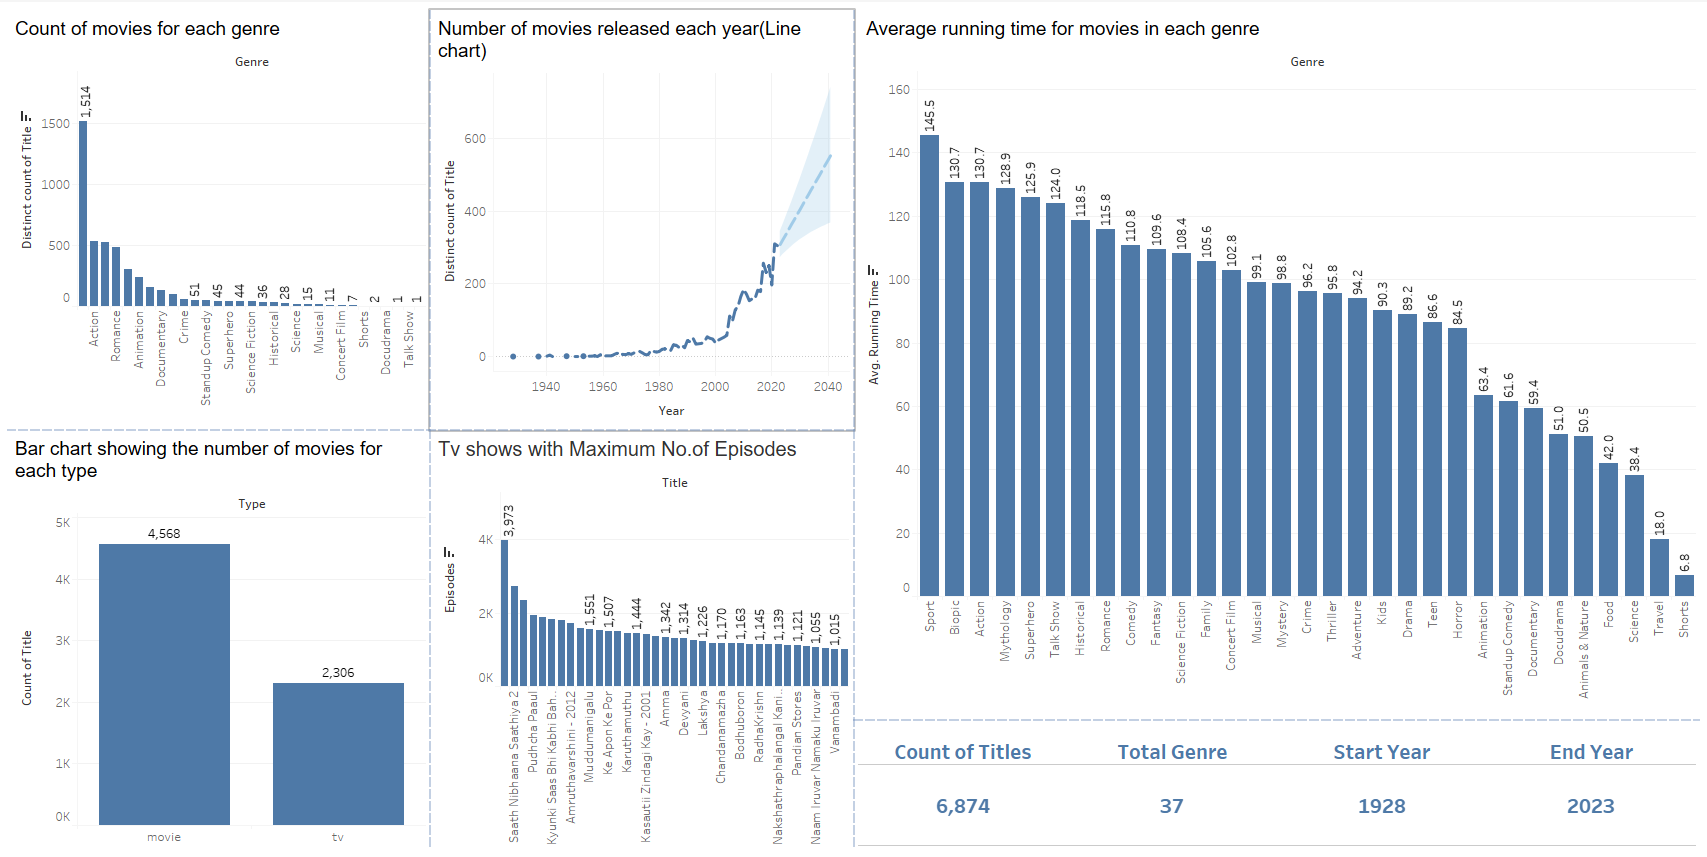 Count of movies for each genre
Genre
Distinct count of Title
1500
1000
500
0
1,514
51
45
44
36
28
15
11
7
2
1
1
Action
Romance
Animation
Documentary
Crime
Standup Comedy
Superhero
Science Fiction
Historical
Science
Musical
Concert Film
Shorts
Docudrama
Talk Show
Number of movies released each year(Line
chart)
Distinct count of Title
600
400
200
0
1940
1960
1980
2000
2020
2040
Year
Average running time for movies in each genre
Genre
Avg. Running Time
160
140
120
100
80
60
40
20
0
145.5
130.7
130.7
128.9
125.9
124.0
118.5
115.8
110.8
109.6
108.4
105.6
102.8
99.1
98.8
96.2
95.8
94.2
90.3
89.2
86.6
84.5
63.4
61.6
59.4
51.0
50.5
42.0
38.4
18.0
6.8
Sport
Biopic
Action
Mythology
Superhero
Talk Show
Historical
Romance
Comedy
Fantasy
Science Fiction
Family
Concert Film
Musical
Mystery
Crime
Thriller
Adventure
Kids
Drama
Teen
Horror
Animation
Standup Comedy
Documentary
Docudrama
Animals & Nature
Food
Science
Travel
Shorts
Bar chart showing the number of movies for
each type
Type
Count of Title
5K
4K
3K
2K
1K
0K
4,568
2,306
movie
tv
Tv shows with Maximum No.of Episodes
Title
Episodes
4K
2K
0K
3,973
1,551
1,507
1,444
1,342
1,314
1,226
1,170
1,163
1,145
1,139
1,121
1,055
1,015
Saath Nibhaana Saathiya 2
Pudhcha Paaul
Kyunki Saas Bhi Kabhi Bah..
Amruthavarshini - 2012
Muddumanigalu
Ke Apon Ke Por
Karuthamuthu
Kasautii Zindagi Kay - 2001
Amma
Devyani
Lakshya
Chandanamazha
Bodhuboron
RadhaKrishn
Nakshathraphalangal Kani..
Pandian Stores
Naam Iruvar Namaku Iruvar
Vanambadi
Count of Titles
Total Genre
Start Year
End Year
6,874
37
1928
2023